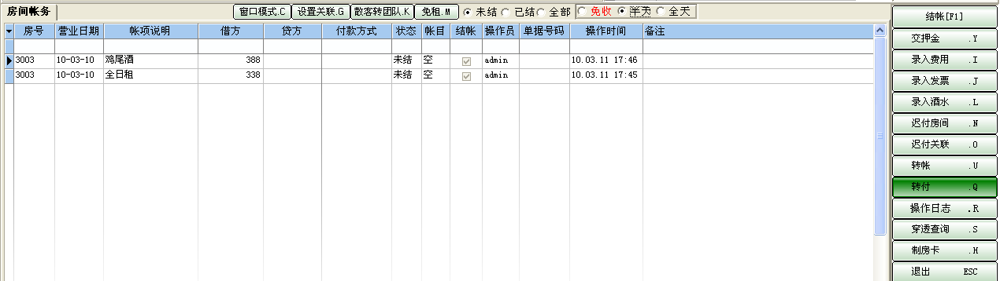 房间帐务
窗口模式.C 设置关联.G 散客转团队.K 免租.M 未结 已结 全部 免收 半天 全天
房号 营业日期 帐项说明 借方 贷方 付款方式 状态 帐目 结帐 操作员 单据号码 操作时间 备注
3003 10-03-10 鸡尾酒 388 未结 空 admin 10.03.11 17:46
3003 10-03-10 全日租 338 未结 空 admin 10.03.11 17:45
结帐[F1]
交押金 .Y
录入费用 .I
录入发票 .J
录入酒水 .L
迟付房间 .N
迟付关联 .O
转帐 .U
转付 .Q
操作日志 .R
穿透查询 .S
制房卡 .H
退出 ESC